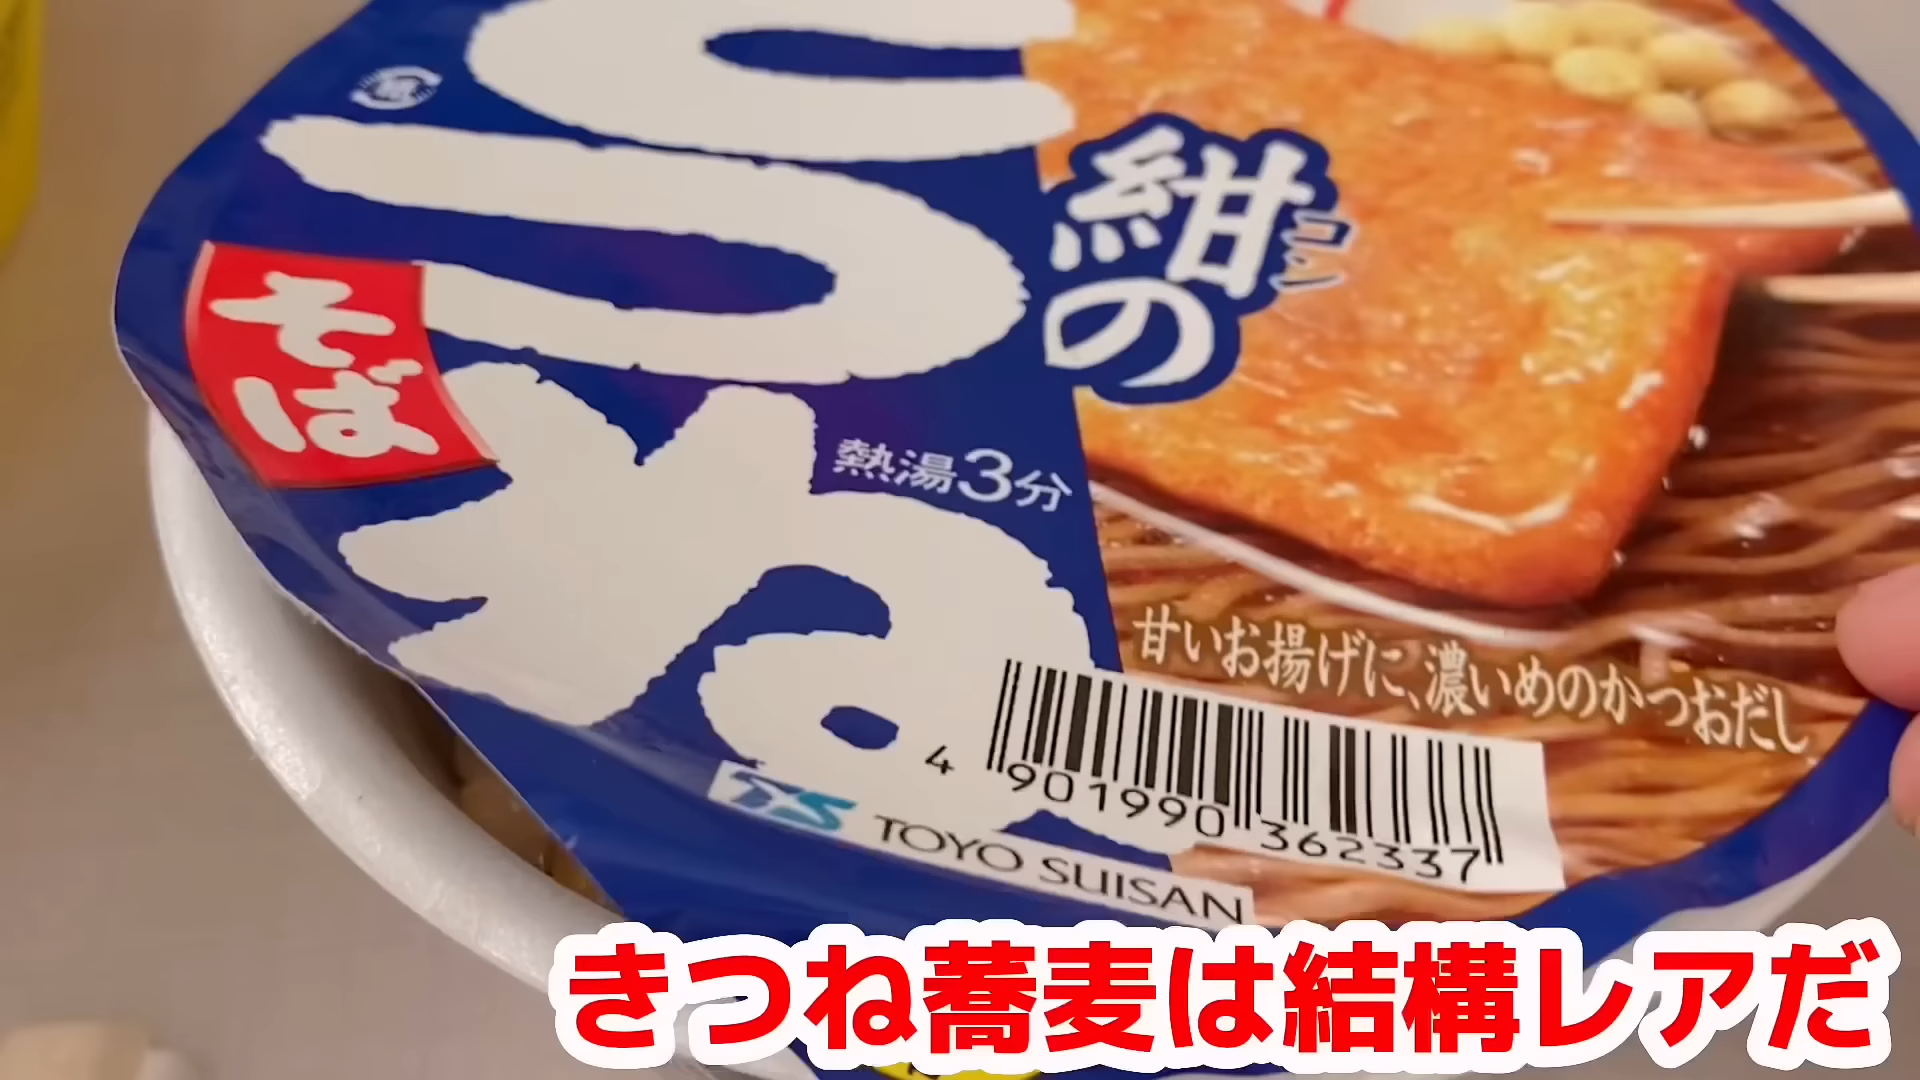 紺の
コン
つね
そば
熱湯3分
甘いお揚げに、濃いめのかつおだし
4 901990 362337
TOYO SUISAN
きつね蕎麦は結構レアだ